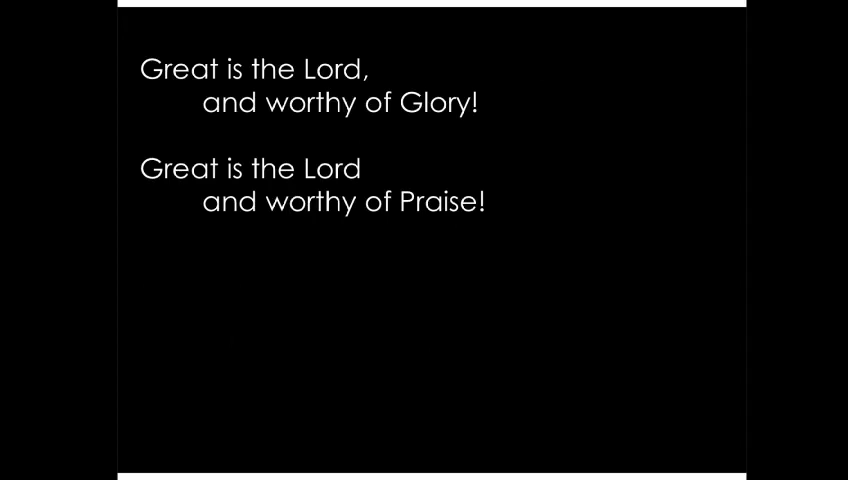 Great is the Lord,
and worthy of Glory!
Great is the Lord
and worthy of Praise!